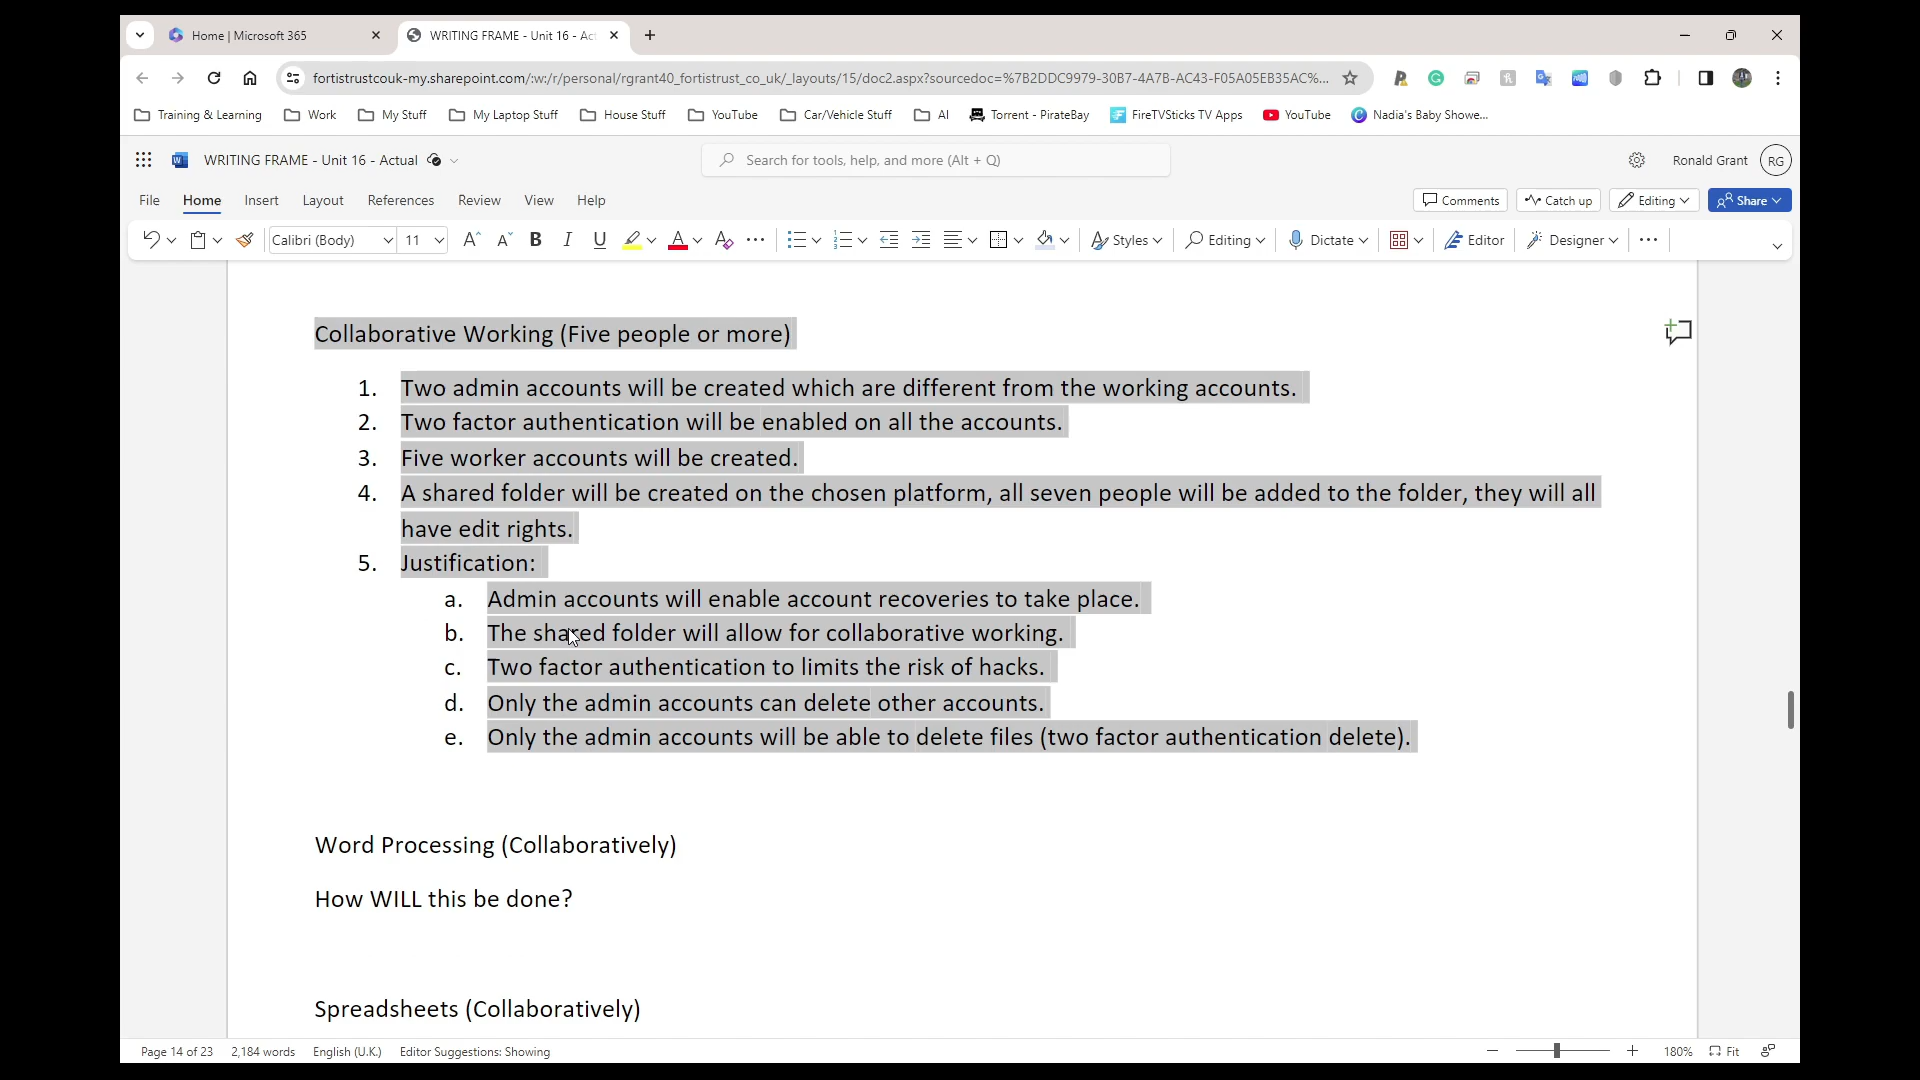 Home | Microsoft 365
WRITING FRAME - Unit 16 - Act
fortistrustcouk-my.sharepoint.com/:w:/r/personal/rgrant40_fortistrust_co_uk/_layouts/15/doc2.aspx?sourcedoc=%7B2DDC9979-30B7-4A7B-AC43-F05A05EB35AC%...
Training & Learning Work My Stuff My Laptop Stuff House Stuff YouTube Car/Vehicle Stuff AI Torrent - PirateBay FireTVSticks TV Apps YouTube Nadia's Baby Showe...
WRITING FRAME - Unit 16 - Actual
Search for tools, help, and more (Alt + Q)
Ronald Grant RG
File Home Insert Layout References Review View Help
Comments Catch up Editing Share
Calibri (Body) 11 Styles Editing Dictate Editor Designer
Collaborative Working (Five people or more)
1. Two admin accounts will be created which are different from the working accounts.
2. Two factor authentication will be enabled on all the accounts.
3. Five worker accounts will be created.
4. A shared folder will be created on the chosen platform, all seven people will be added to the folder, they will all
have edit rights.
5. Justification:
a. Admin accounts will enable account recoveries to take place.
b. The shared folder will allow for collaborative working.
c. Two factor authentication to limits the risk of hacks.
d. Only the admin accounts can delete other accounts.
e. Only the admin accounts will be able to delete files (two factor authentication delete).
Word Processing (Collaboratively)
How WILL this be done?
Spreadsheets (Collaboratively)
Page 14 of 23 2,184 words English (U.K.) Editor Suggestions: Showing 180% Fit